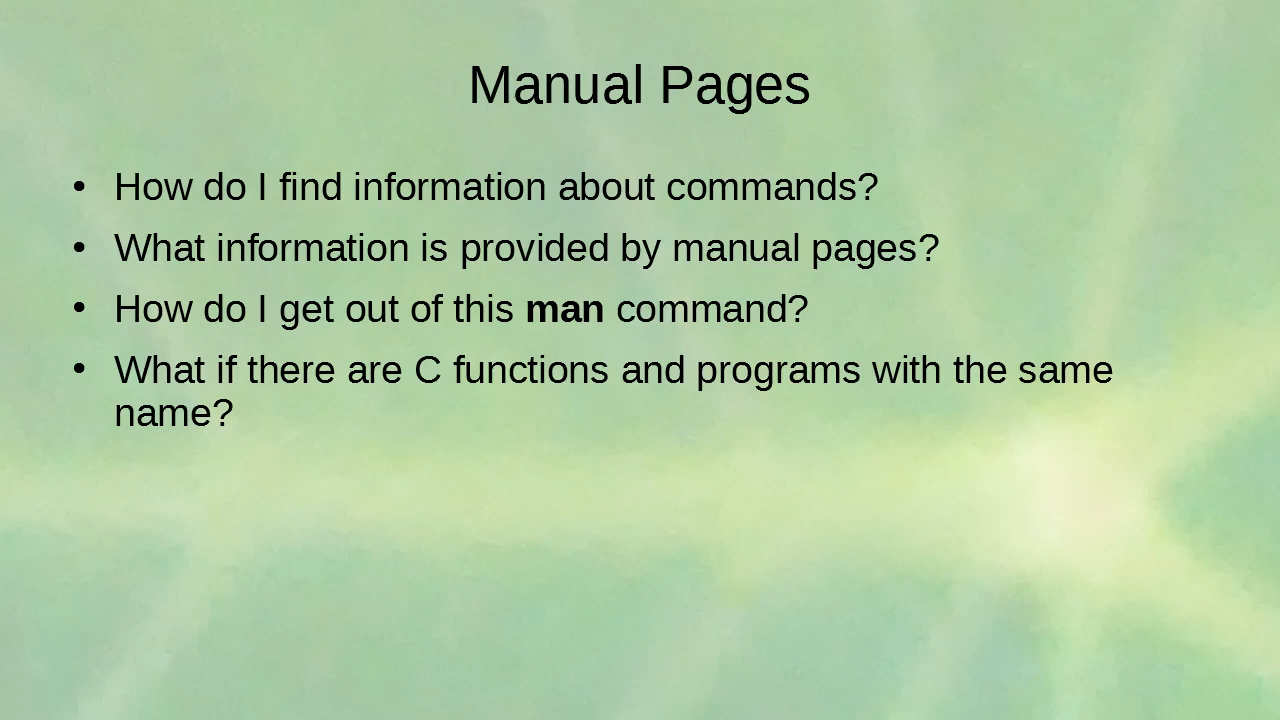 Manual Pages
• How do I find information about commands?
• What information is provided by manual pages?
• How do I get out of this man command?
• What if there are C functions and programs with the same
name?